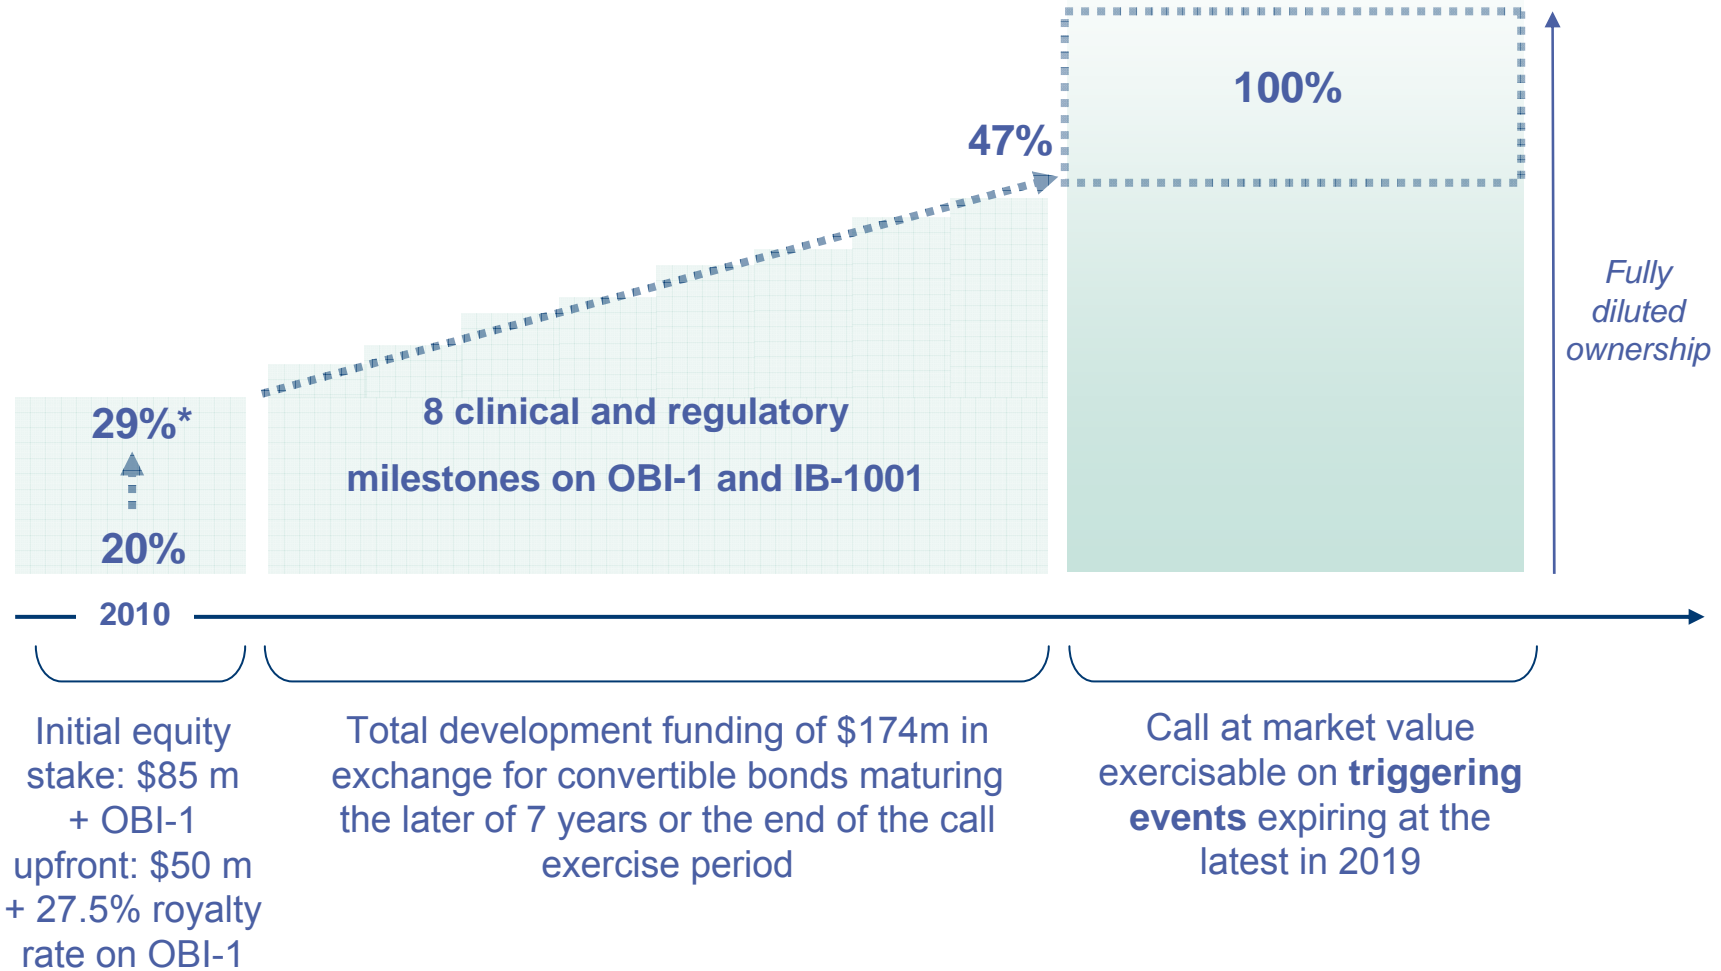 100%
47%
Fully
diluted
ownership
29%*
20%
8 clinical and regulatory
milestones on OBI-1 and IB-1001
2010
Initial equity
stake: $85 m
+ OBI-1
upfront: $50 m
+ 27.5% royalty
rate on OBI-1
Total development funding of $174m in
exchange for convertible bonds maturing
the later of 7 years or the end of the call
exercise period
Call at market value
exercisable on triggering
events expiring at the
latest in 2019